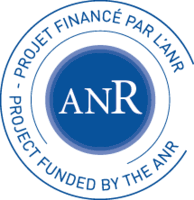 - PROJET FINANCÉ PAR L'ANR
ANR
- PROJECT FUNDED BY THE ANR